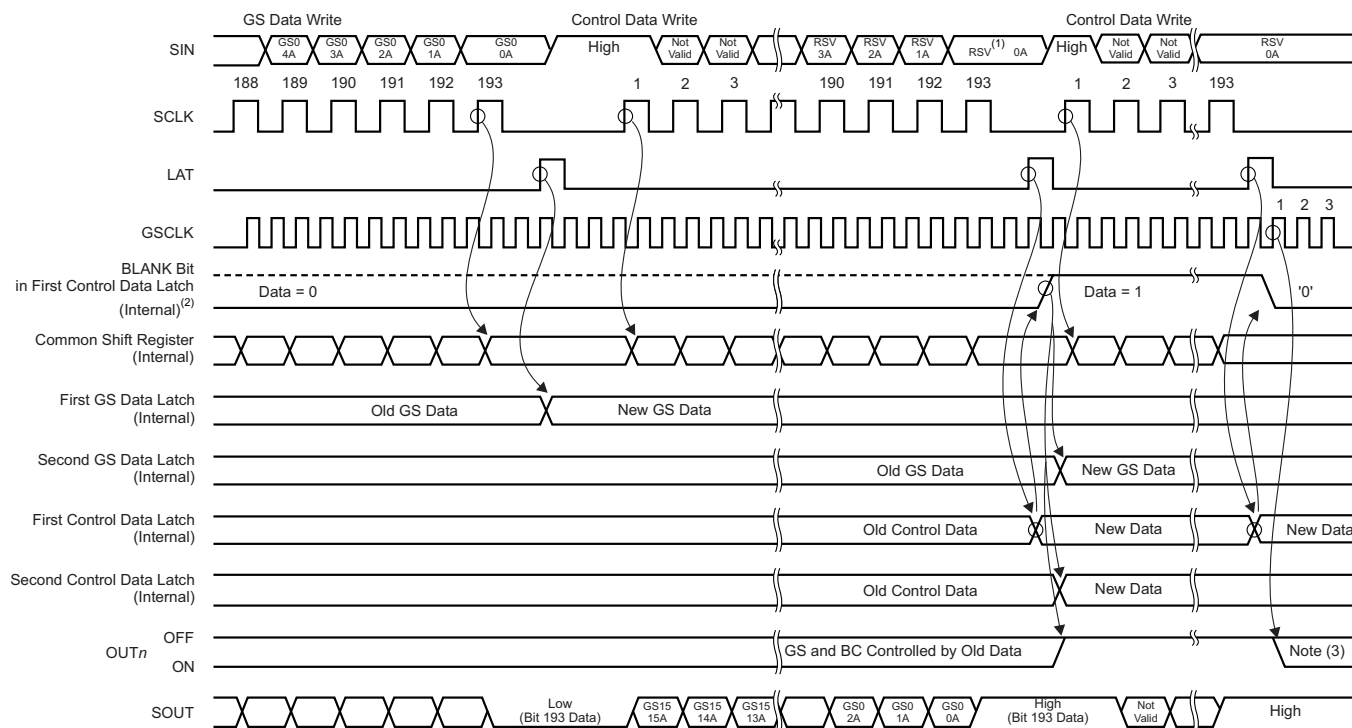 GS Data Write
Control Data Write
Control Data Write
SIN
GS0 4A
GS0 3A
GS0 2A
GS0 1A
GS0 0A
High
Not Valid
Not Valid
RSV 3A
RSV 2A
RSV 1A
RSV(1) 0A
High
Not Valid
Not Valid
RSV 0A
188 189 190 191 192 193 1 2 3 190 191 192 193 1 2 3 193
SCLK
LAT
1 2 3
GSCLK
BLANK Bit
in First Control Data Latch
(Internal)(2)
Data = 0
Data = 1
'0'
Common Shift Register
(Internal)
First GS Data Latch
(Internal)
Old GS Data
New GS Data
Second GS Data Latch
(Internal)
Old GS Data
New GS Data
First Control Data Latch
(Internal)
Old Control Data
New Data
New Data
Second Control Data Latch
(Internal)
Old Control Data
New Data
OFF
OUTn
ON
GS and BC Controlled by Old Data
Note (3)
SOUT
Low
(Bit 193 Data)
GS15 15A
GS15 14A
GS15 13A
GS0 2A
GS0 1A
GS0 0A
High
(Bit 193 Data)
Not Valid
High